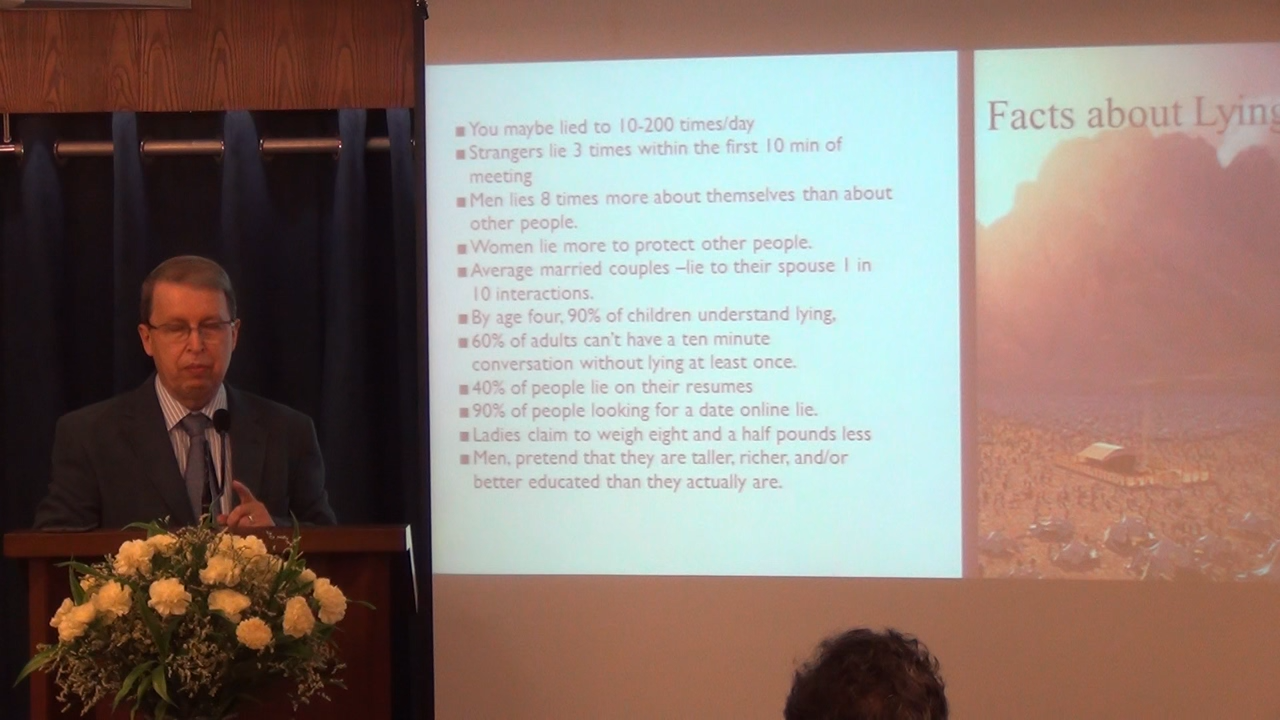 Facts about Lying
■ You maybe lied to 10-200 times/day
■ Strangers lie 3 times within the first 10 min of
meeting
■ Men lies 8 times more about themselves than about
other people.
■ Women lie more to protect other people.
■ Average married couples –lie to their spouse 1 in
10 interactions.
■ By age four, 90% of children understand lying,
■ 60% of adults can't have a ten minute
conversation without lying at least once.
■ 40% of people lie on their resumes
■ 90% of people looking for a date online lie.
■ Ladies claim to weigh eight and a half pounds less
■ Men, pretend that they are taller, richer, and/or
better educated than they actually are.